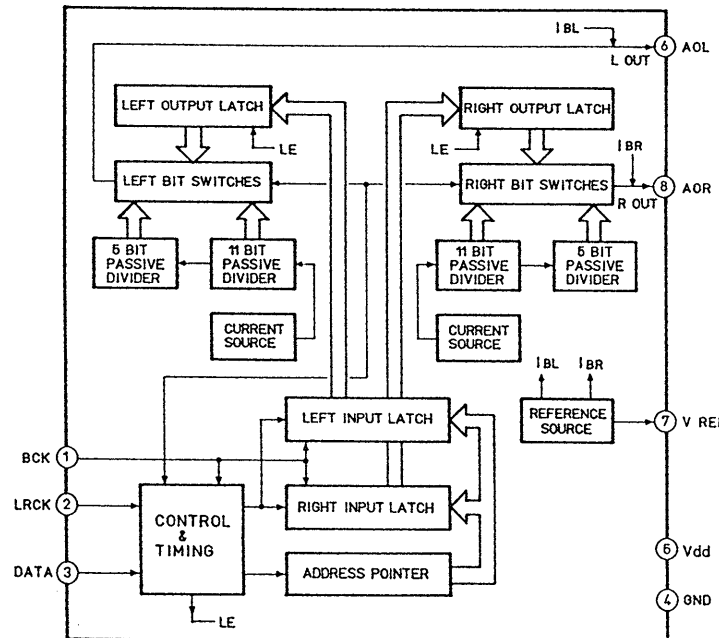 I BL
6 AOL
L OUT
LEFT OUTPUT LATCH
RIGHT OUTPUT LATCH
LE
LE
I BR
LEFT BIT SWITCHES
RIGHT BIT SWITCHES
8 AOR
R OUT
5 BIT
PASSIVE
DIVIDER
11 BIT
PASSIVE
DIVIDER
11 BIT
PASSIVE
DIVIDER
5 BIT
PASSIVE
DIVIDER
CURRENT
SOURCE
CURRENT
SOURCE
I BL
I BR
LEFT INPUT LATCH
REFERENCE
SOURCE
7 V RE
BCK 1
LRCK 2
CONTROL
&
TIMING
RIGHT INPUT LATCH
5 Vdd
DATA 3
ADDRESS POINTER
4 GND
LE